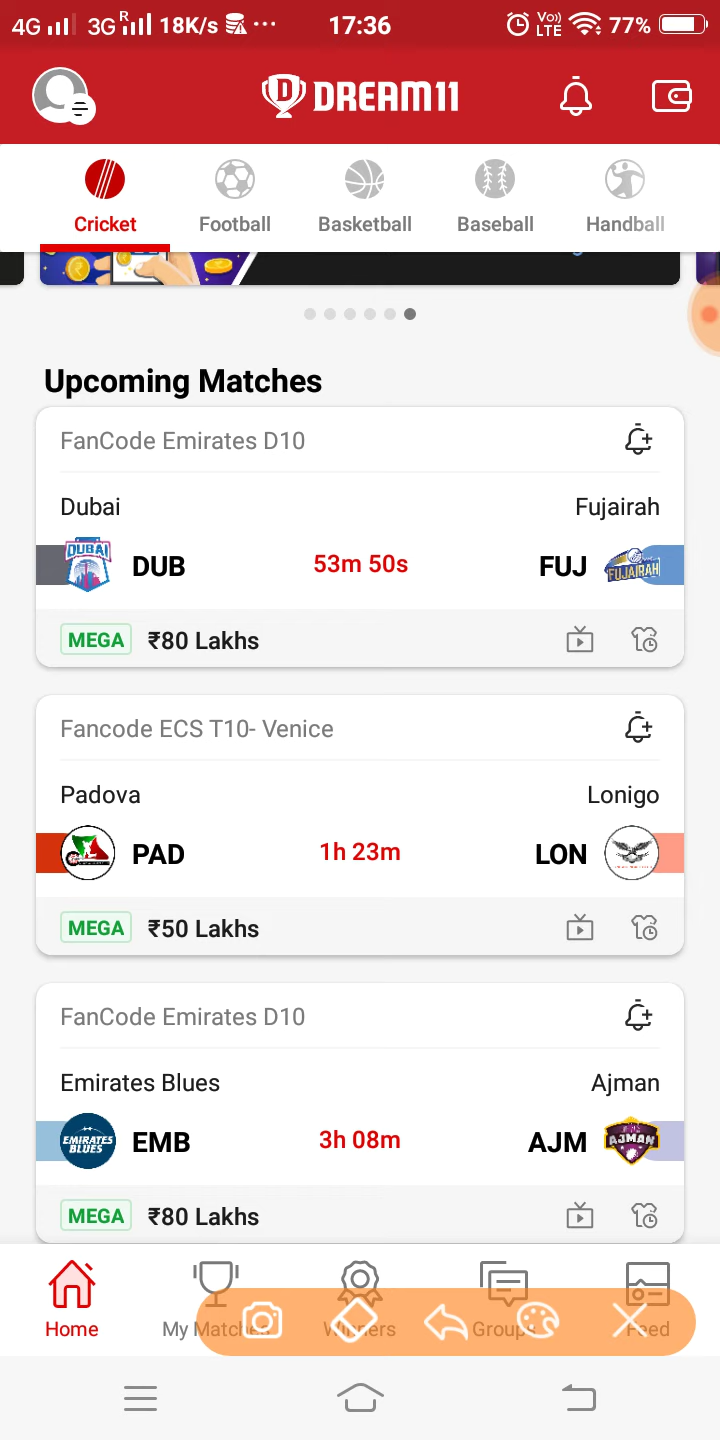 4G 3G R 18K/s 17:36 Vo)) LTE 77%
DREAM11
Cricket Football Basketball Baseball Handball
Upcoming Matches
FanCode Emirates D10
Dubai Fujairah
DUBAI DUB 53m 50s FUJ FUJAIRAH
MEGA ₹80 Lakhs
Fancode ECS T10- Venice
Padova Lonigo
PAD 1h 23m LON
MEGA ₹50 Lakhs
FanCode Emirates D10
Emirates Blues Ajman
EMIRATES BLUES EMB 3h 08m AJM AJMAN
MEGA ₹80 Lakhs
Home My Matches Winners Groups Feed